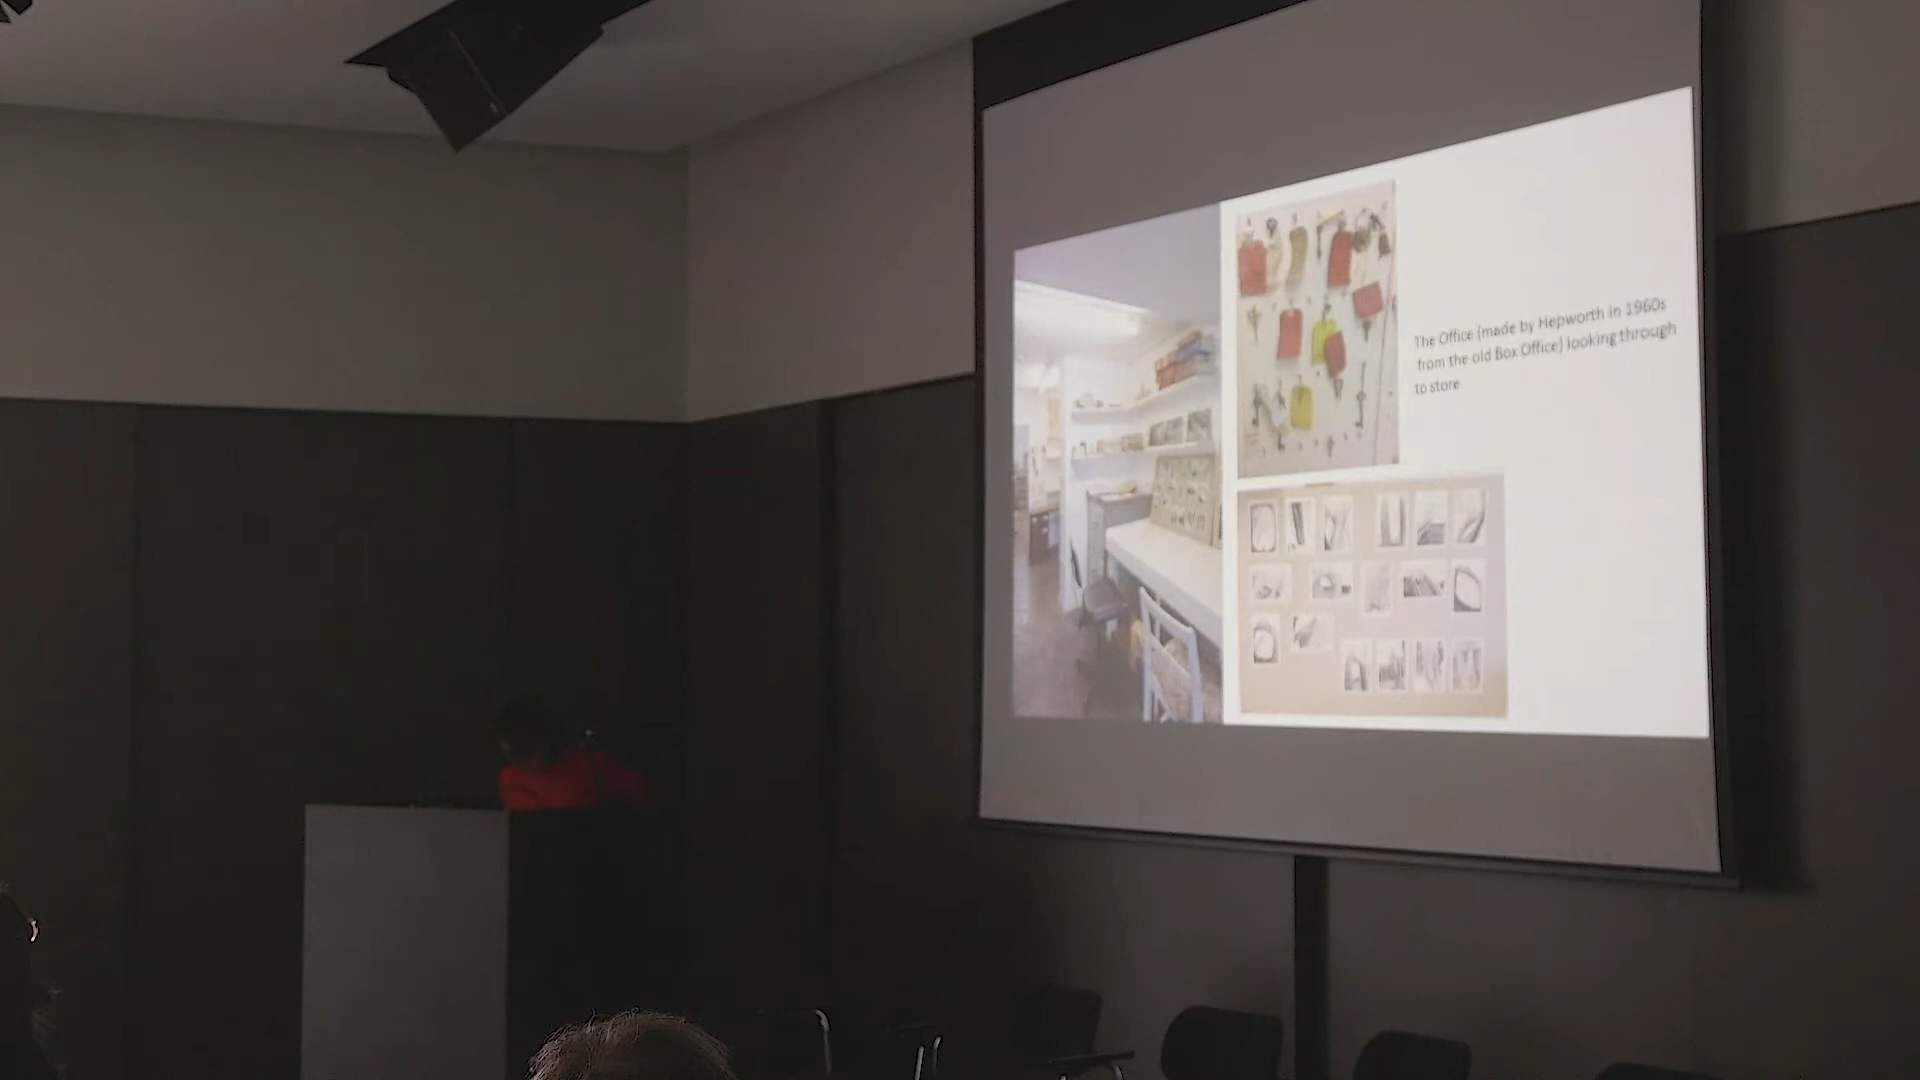 The Office (made by Hepworth in 1960s
from the old Box Office) looking through
to store